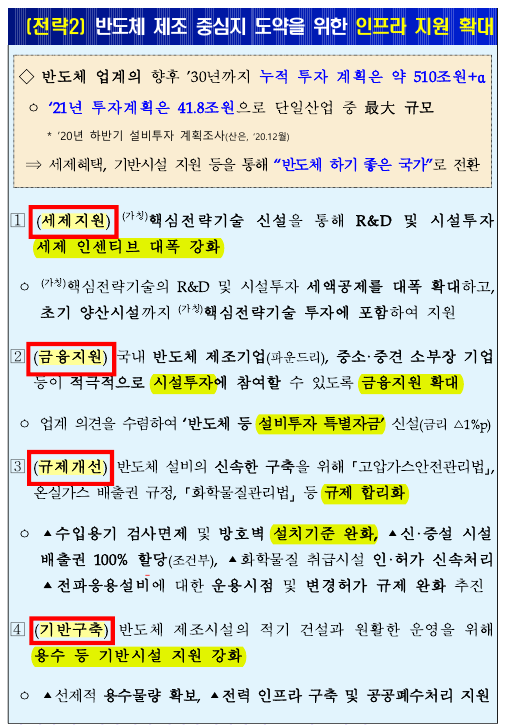 [전략2] 반도체 제조 중심지 도약을 위한 인프라 지원 확대
◇ 반도체 업계의 향후 ’30년까지 누적 투자 계획은 약 510조원+α
ㅇ ‘21년 투자계획은 41.8조원으로 단일산업 중 最大 규모
* ’20년 하반기 설비투자 계획조사(산은, ’20.12월)
⇒ 세제혜택, 기반시설 지원 등을 통해 “반도체 하기 좋은 국가”로 전환
1 (세제지원) (가칭)핵심전략기술 신설을 통해 R&D 및 시설투자
세제 인센티브 대폭 강화
ㅇ (가칭)핵심전략기술의 R&D 및 시설투자 세액공제를 대폭 확대하고,
초기 양산시설까지 (가칭)핵심전략기술 투자에 포함하여 지원
2 (금융지원) 국내 반도체 제조기업(파운드리), 중소·중견 소부장 기업
등이 적극적으로 시설투자에 참여할 수 있도록 금융지원 확대
ㅇ 업계 의견을 수렴하여 ‘반도체 등 설비투자 특별자금’ 신설(금리 △1%p)
3 (규제개선) 반도체 설비의 신속한 구축을 위해 「고압가스안전관리법」,
온실가스 배출권 규정, 「화학물질관리법」 등 규제 합리화
ㅇ ▲수입용기 검사면제 및 방호벽 설치기준 완화, ▲신·증설 시설
배출권 100% 할당(조건부), ▲화학물질 취급시설 인·허가 신속처리
▲전파응용설비에 대한 운용시점 및 변경허가 규제 완화 추진
4 (기반구축) 반도체 제조시설의 적기 건설과 원활한 운영을 위해
용수 등 기반시설 지원 강화
ㅇ ▲선제적 용수물량 확보, ▲전력 인프라 구축 및 공공폐수처리 지원